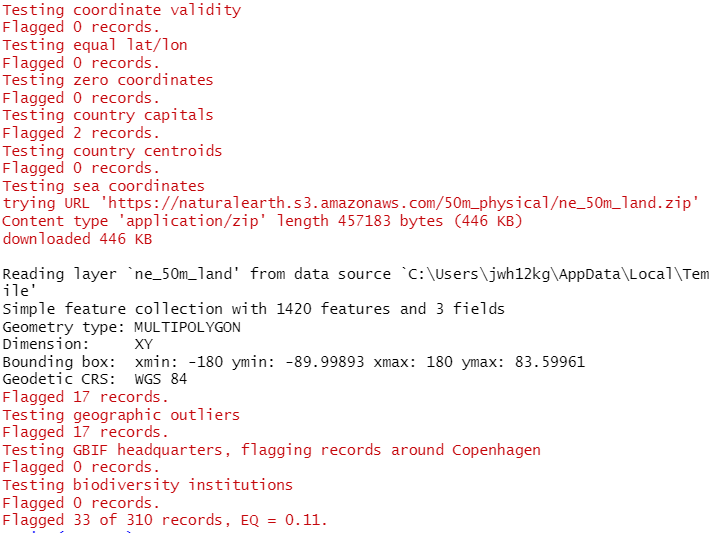 Testing coordinate validity
Flagged 0 records.
Testing equal lat/lon
Flagged 0 records.
Testing zero coordinates
Flagged 0 records.
Testing country capitals
Flagged 2 records.
Testing country centroids
Flagged 0 records.
Testing sea coordinates
trying URL 'https://naturalearth.s3.amazonaws.com/50m_physical/ne_50m_land.zip'
Content type 'application/zip' length 457183 bytes (446 KB)
downloaded 446 KB
Reading layer `ne_50m_land' from data source `C:\Users\jwh12kg\AppData\Local\Tem
ile'
Simple feature collection with 1420 features and 3 fields
Geometry type: MULTIPOLYGON
Dimension:     XY
Bounding box:  xmin: -180 ymin: -89.99893 xmax: 180 ymax: 83.59961
Geodetic CRS:  WGS 84
Flagged 17 records.
Testing geographic outliers
Flagged 17 records.
Testing GBIF headquarters, flagging records around Copenhagen
Flagged 0 records.
Testing biodiversity institutions
Flagged 0 records.
Flagged 33 of 310 records, EQ = 0.11.